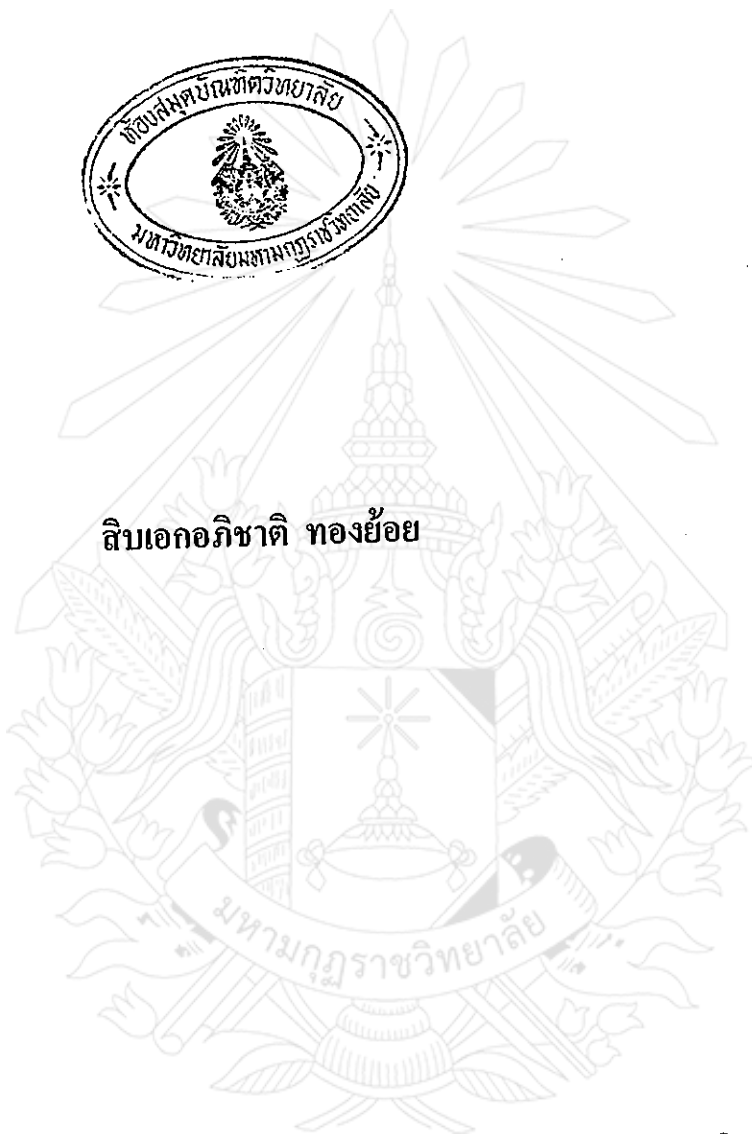 ห้องสมุดบัณฑิตวิทยาลัย
มหาวิทยาลัยมหามกุฏราชวิทยาลัย
สิบเอกอภิชาติ ทองย้อย
มหามกุฏราชวิทยาลัย